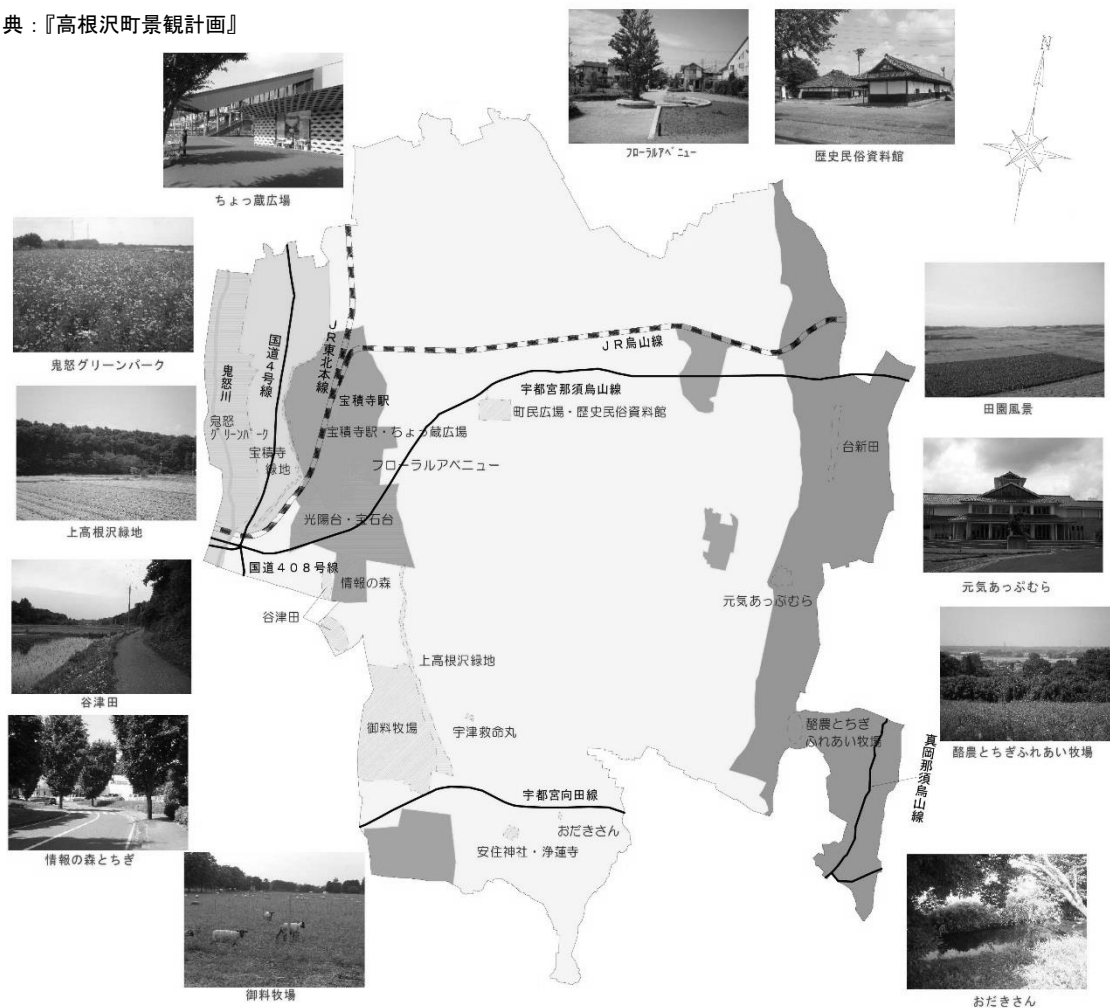 典：『高根沢町景観計画』
ちょっ蔵広場
フローラルアベニュー
歴史民俗資料館
鬼怒グリーンパーク
上高根沢緑地
谷津田
情報の森とちぎ
御料牧場
田園風景
元気あっぷむら
酪農とちぎふれあい牧場
おだきさん
鬼怒川
鬼怒
グリーンパーク
国道4号線
JR東北本線
宝積寺
緑地
宝積寺駅
宝積寺駅・ちょっ蔵広場
フローラルアベニュー
光陽台・宝石台
国道408号線
情報の森
谷津田
JR烏山線
宇都宮那須烏山線
町民広場・歴史民俗資料館
台新田
元気あっぷむら
上高根沢緑地
御料牧場
宇津救命丸
酪農とちぎ
ふれあい牧場
真岡那須烏山線
宇都宮向田線
おだきさん
安住神社・浄蓮寺